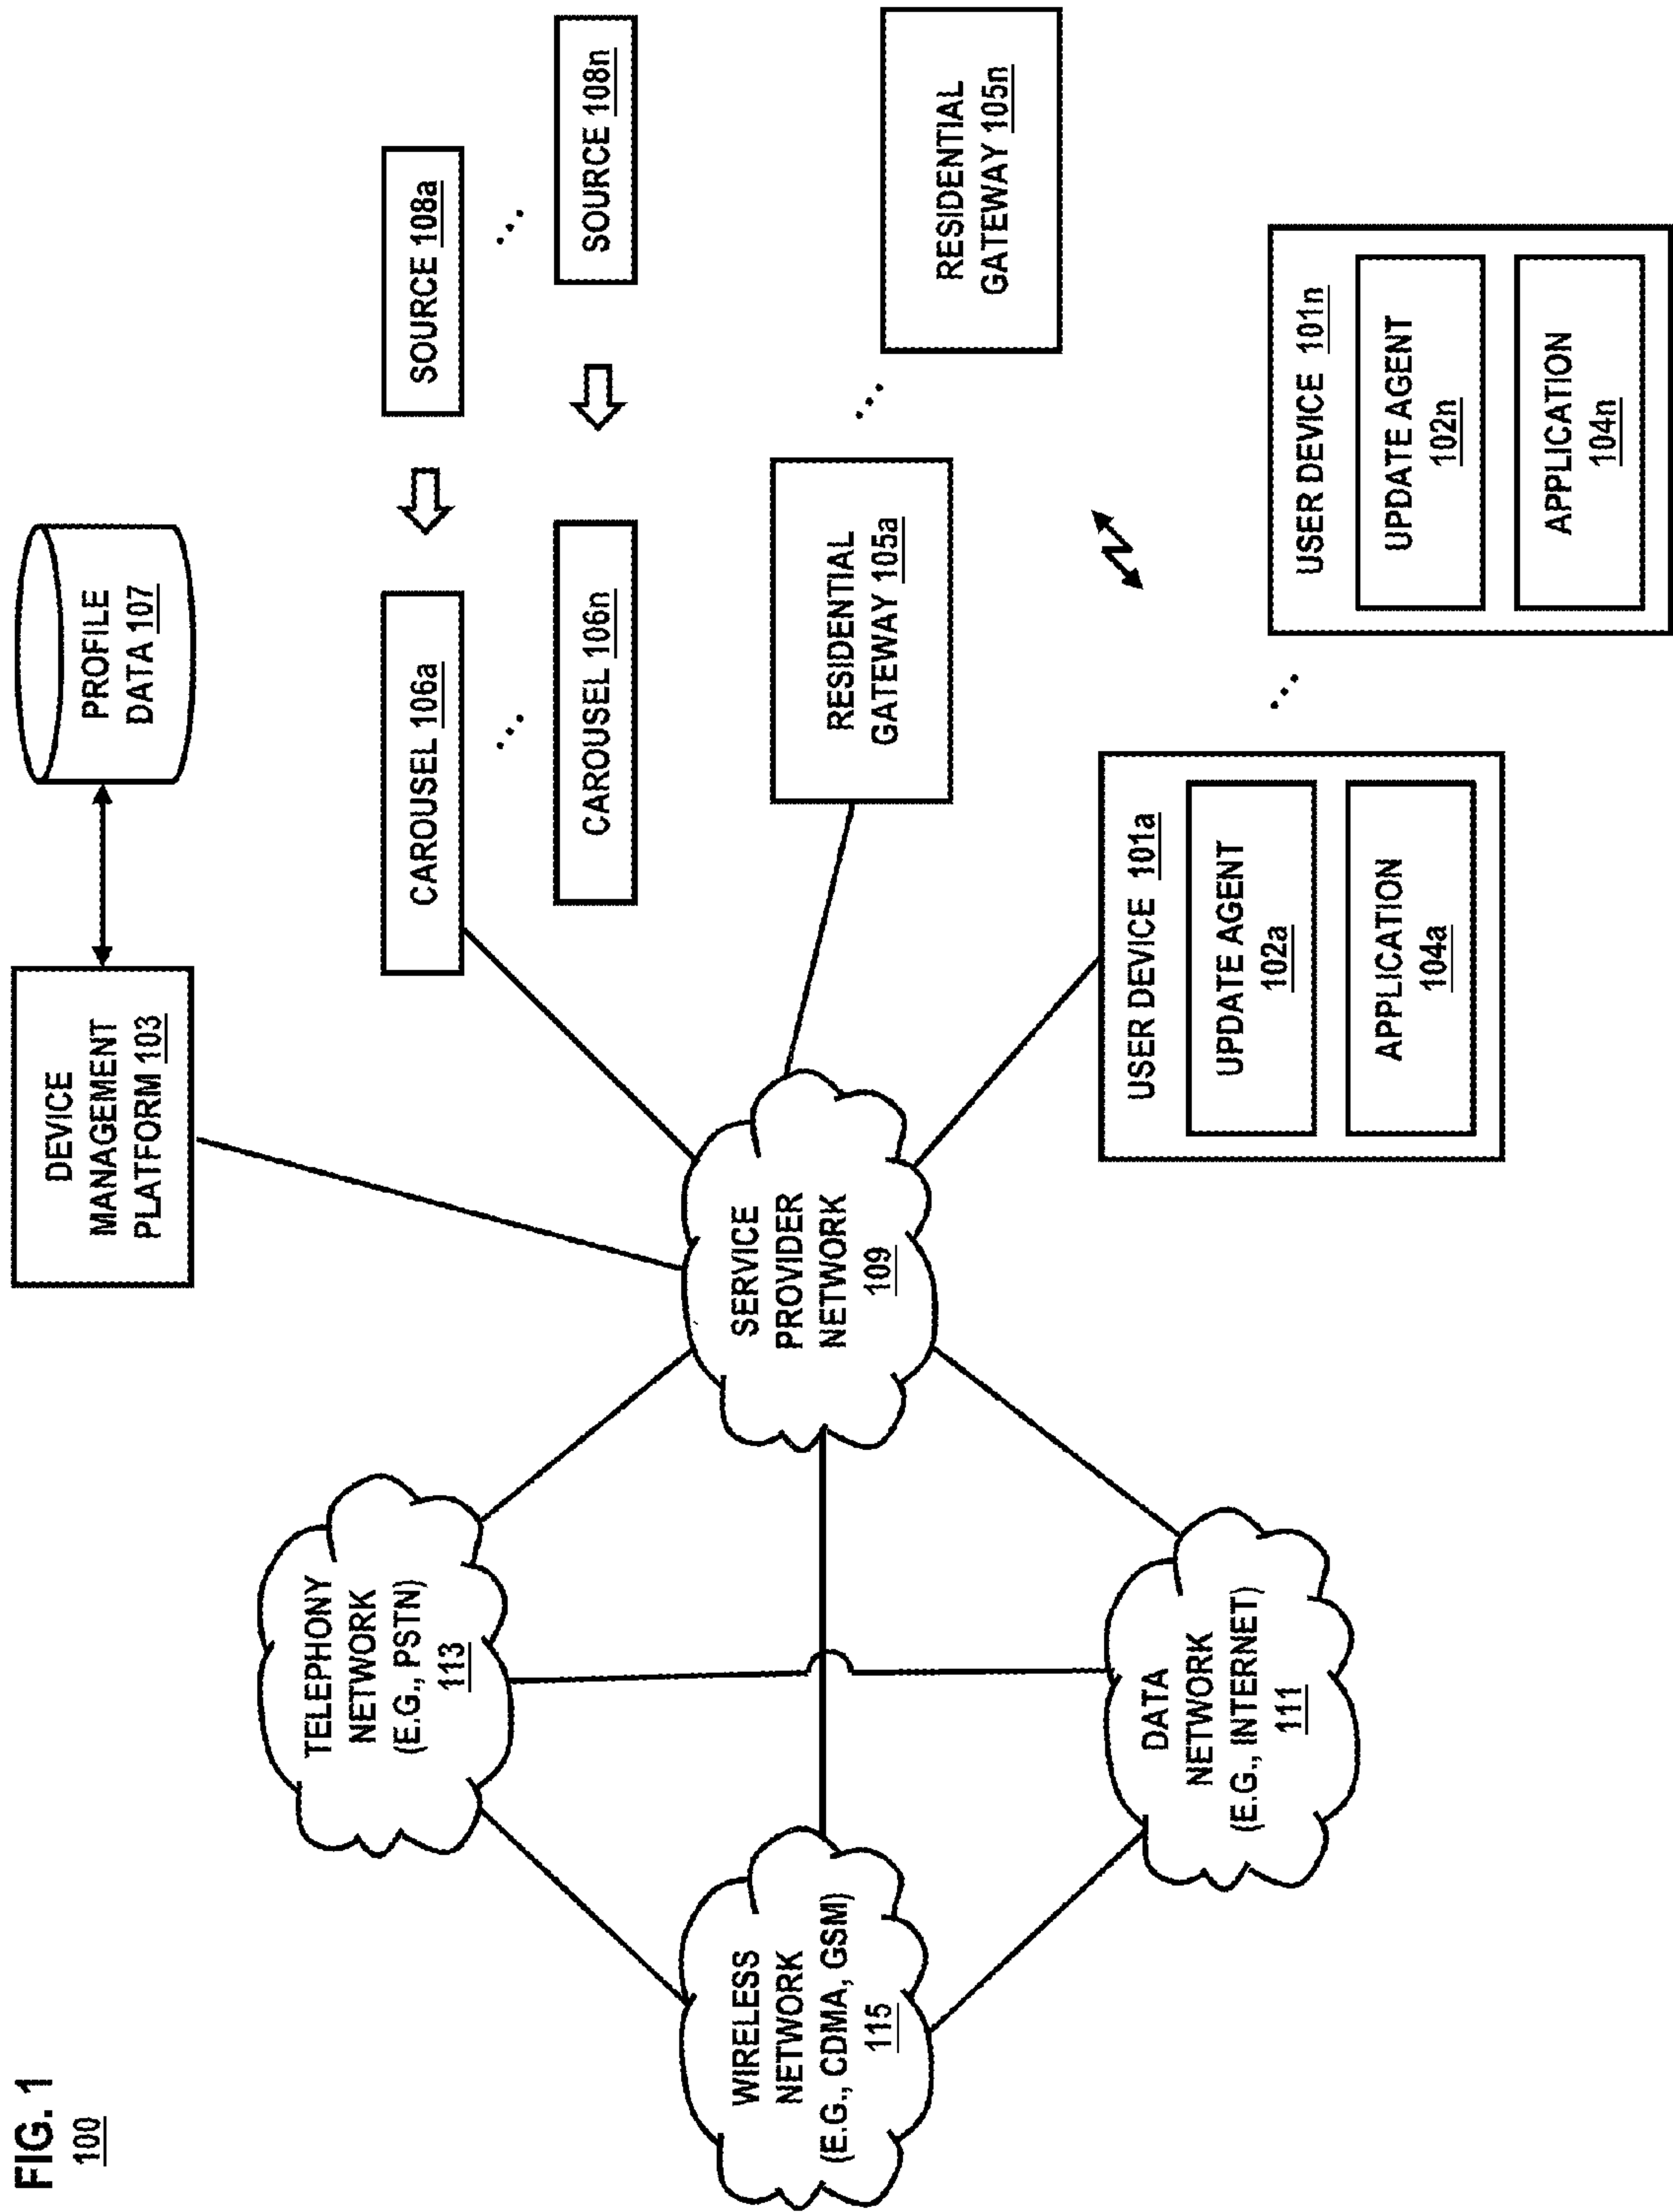 FIG. 1
100
DEVICE
MANAGEMENT
PLATFORM 103
PROFILE
DATA 107
TELEPHONY
NETWORK
(E.G., PSTN)
113
CAROUSEL 106a
SOURCE 108a
...
...
CAROUSEL 106n
SOURCE 108n
WIRELESS
NETWORK
(E.G., CDMA, GSM)
115
SERVICE
PROVIDER
NETWORK
109
RESIDENTIAL
GATEWAY 105a
...
RESIDENTIAL
GATEWAY 105n
DATA
NETWORK
(E.G., INTERNET)
111
USER DEVICE 101a
UPDATE AGENT
102a
APPLICATION
104a
...
USER DEVICE 101n
UPDATE AGENT
102n
APPLICATION
104n